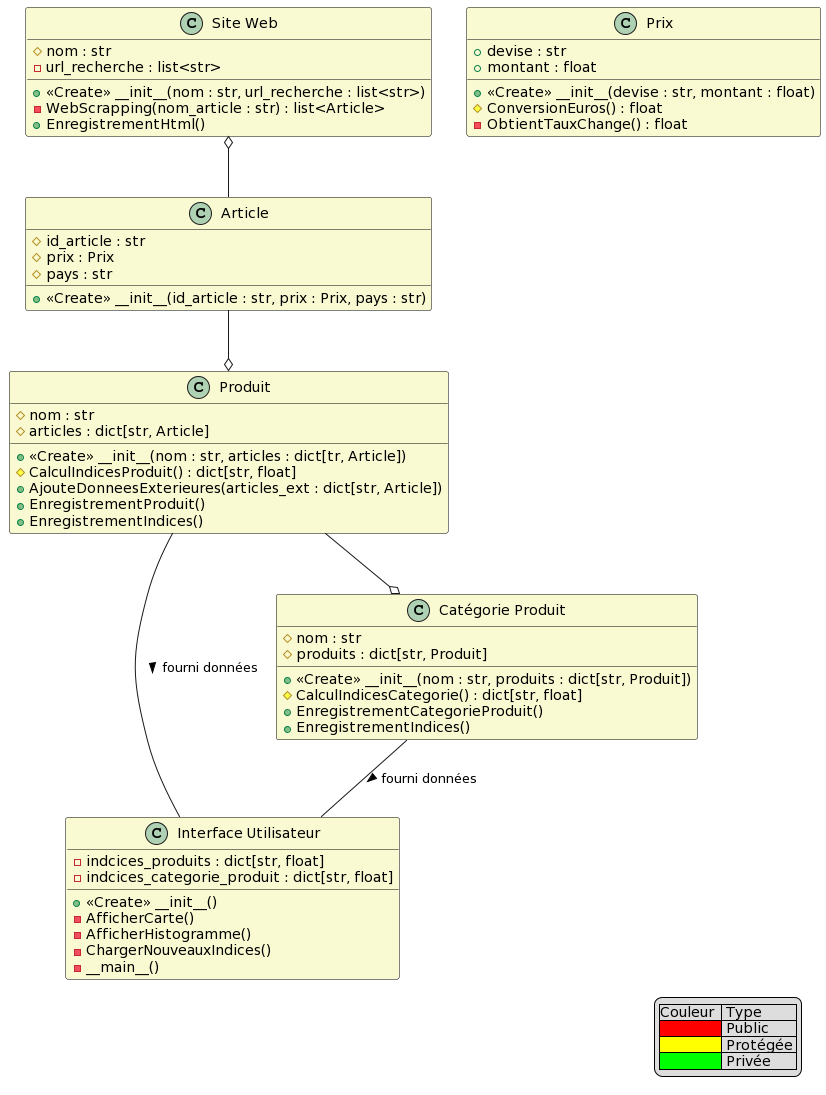 C Site Web
nom : str
url_recherche : list<str>
«Create» __init__(nom : str, url_recherche : list<str>)
WebScrapping(nom_article : str) : list<Article>
EnregistrementHtml()
C Prix
devise : str
montant : float
«Create» __init__(devise : str, montant : float)
ConversionEuros() : float
ObtientTauxChange() : float
C Article
id_article : str
prix : Prix
pays : str
«Create» __init__(id_article : str, prix : Prix, pays : str)
C Produit
nom : str
articles : dict[str, Article]
«Create» __init__(nom : str, articles : dict[tr, Article])
CalculIndicesProduit() : dict[str, float]
AjouteDonneesExterieures(articles_ext : dict[str, Article])
EnregistrementProduit()
EnregistrementIndices()
C Catégorie Produit
nom : str
produits : dict[str, Produit]
«Create» __init__(nom : str, produits : dict[str, Produit])
CalculIndicesCategorie() : dict[str, float]
EnregistrementCategorieProduit()
EnregistrementIndices()
fourni données
fourni données
C Interface Utilisateur
indcices_produits : dict[str, float]
indcices_categorie_produit : dict[str, float]
«Create» __init__()
AfficherCarte()
AfficherHistogramme()
ChargerNouveauxIndices()
__main__()
Couleur Type
Public
Protégée
Privée